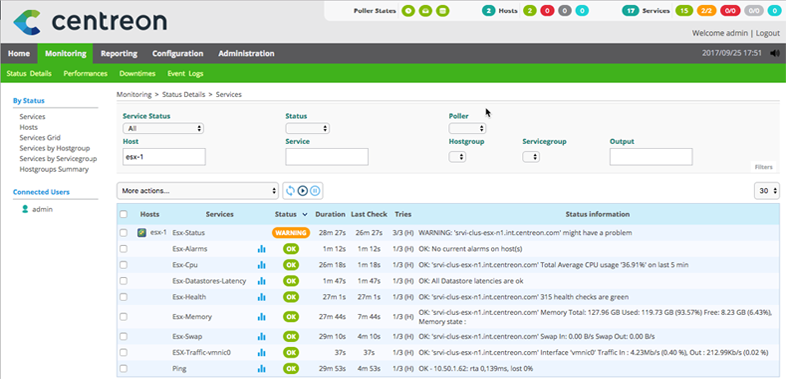 centreon
Poller States
2 Hosts 2 0 0 0
17 Services 15 2/2 0/0 0/0 0
Welcome admin | Logout
Home Monitoring Reporting Configuration Administration
2017/09/25 17:51
Status Details Performances Downtimes Event Logs
Monitoring > Status Details > Services
By Status
Services
Hosts
Services Grid
Services by Hostgroup
Services by Servicegroup
Hostgroups Summary
Connected Users
admin
Service Status Status Poller
All
Host Service Hostgroup Servicegroup Output
esx-1
Filters
More actions...
30
Hosts Services Status Duration Last Check Tries Status information
esx-1 Esx-Status WARNING 28m 27s 26m 27s 3/3 (H) WARNING: 'srvi-clus-esx-n1.int.centreon.com' might have a problem
Esx-Alarms OK 1m 12s 1m 12s 1/3 (H) OK: No current alarms on host(s)
Esx-Cpu OK 26m 18s 1m 18s 1/3 (H) OK: 'srvi-clus-esx-n1.int.centreon.com' Total Average CPU usage '36.91%' on last 5 min
Esx-Datastores-Latency OK 1m 47s 1m 47s 1/3 (H) OK: All Datastore latencies are ok
Esx-Health OK 27m 1s 27m 1s 1/3 (H) OK: 'srvi-clus-esx-n1.int.centreon.com' 315 health checks are green
Esx-Memory OK 27m 44s 7m 44s 1/3 (H) OK: 'srvi-clus-esx-n1.int.centreon.com' Memory Total: 127.96 GB Used: 119.73 GB (93.57%) Free: 8.23 GB (6.43%),
Memory state :
Esx-Swap OK 29m 10s 4m 10s 1/3 (H) OK: 'srvi-clus-esx-n1.int.centreon.com' Swap In: 0.00 B/s Swap Out: 0.00 B/s
ESX-Traffic-vmnic0 OK 37s 37s 1/3 (H) OK: 'srvi-clus-esx-n1.int.centreon.com' Interface 'vmnic0' Traffic In : 4.23Mb/s (0.40 %), Out : 212.99Kb/s (0.02 %)
Ping OK 29m 53s 4m 53s 1/3 (H) OK - 10.50.1.62: rta 0,139ms, lost 0%